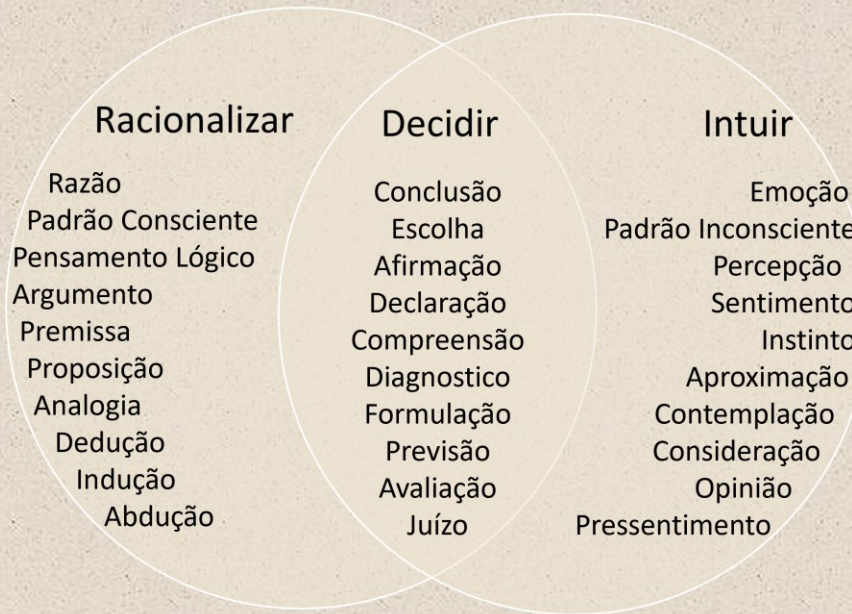 Racionalizar
Razão
Padrão Consciente
Pensamento Lógico
Argumento
Premissa
Proposição
Analogia
Dedução
Indução
Abdução
Decidir
Conclusão
Escolha
Afirmação
Declaração
Compreensão
Diagnostico
Formulação
Previsão
Avaliação
Juízo
Intuir
Emoção
Padrão Inconsciente
Percepção
Sentimento
Instinto
Aproximação
Contemplação
Consideração
Opinião
Pressentimento